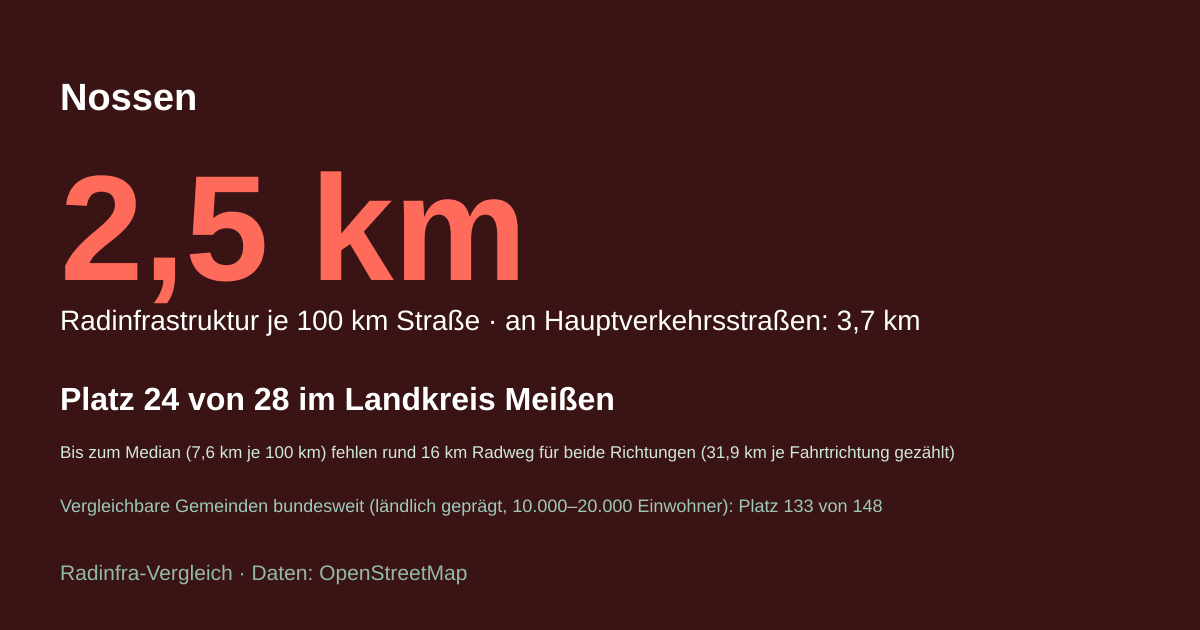 Nossen
2,5 km
Radinfrastruktur je 100 km Straße · an Hauptverkehrsstraßen: 3,7 km
Platz 24 von 28 im Landkreis Meißen
Bis zum Median (7,6 km je 100 km) fehlen rund 16 km Radweg für beide Richtungen (31,9 km je Fahrtrichtung gezählt)
Vergleichbare Gemeinden bundesweit (ländlich geprägt, 10.000–20.000 Einwohner): Platz 133 von 148
Radinfra-Vergleich · Daten: OpenStreetMap